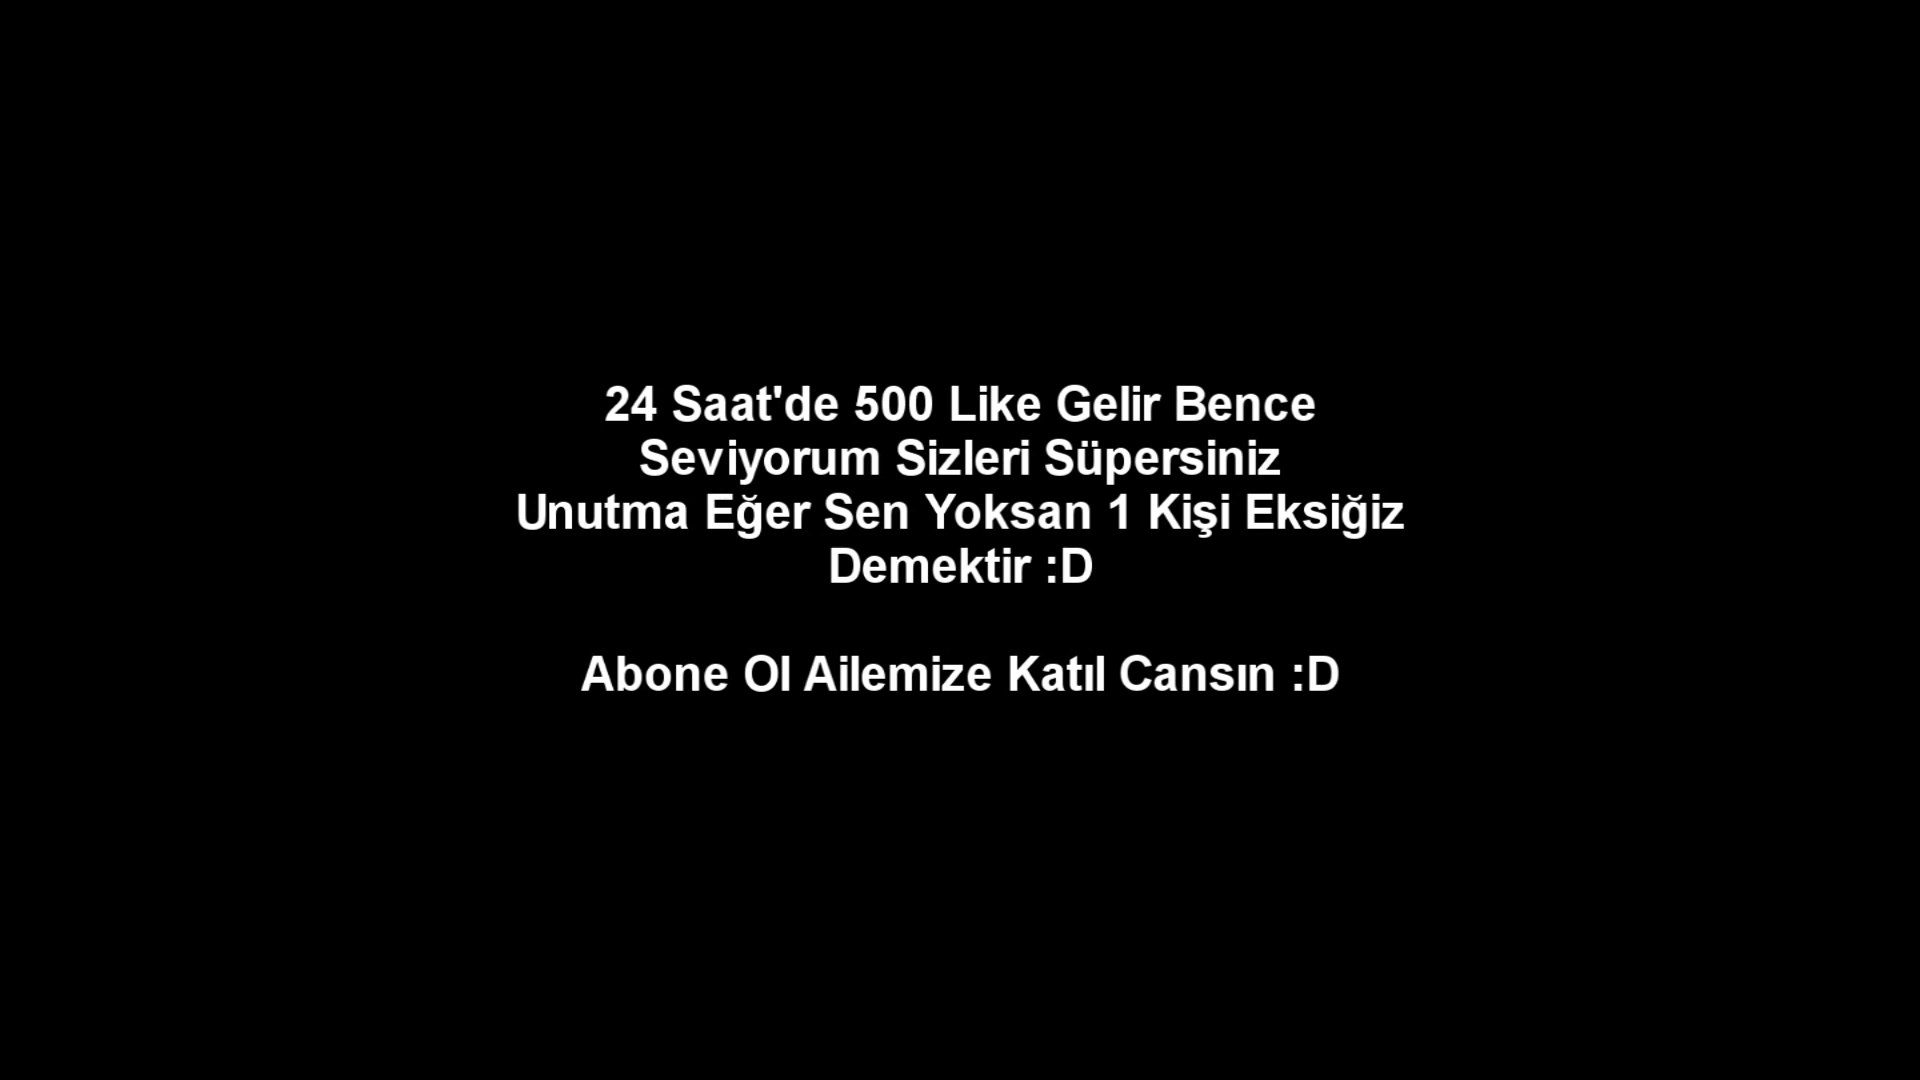 24 Saat'de 500 Like Gelir Bence
Seviyorum Sizleri Süpersiniz
Unutma Eğer Sen Yoksan 1 Kişi Eksiğiz
Demektir :D
Abone Ol Ailemize Katıl Cansın :D